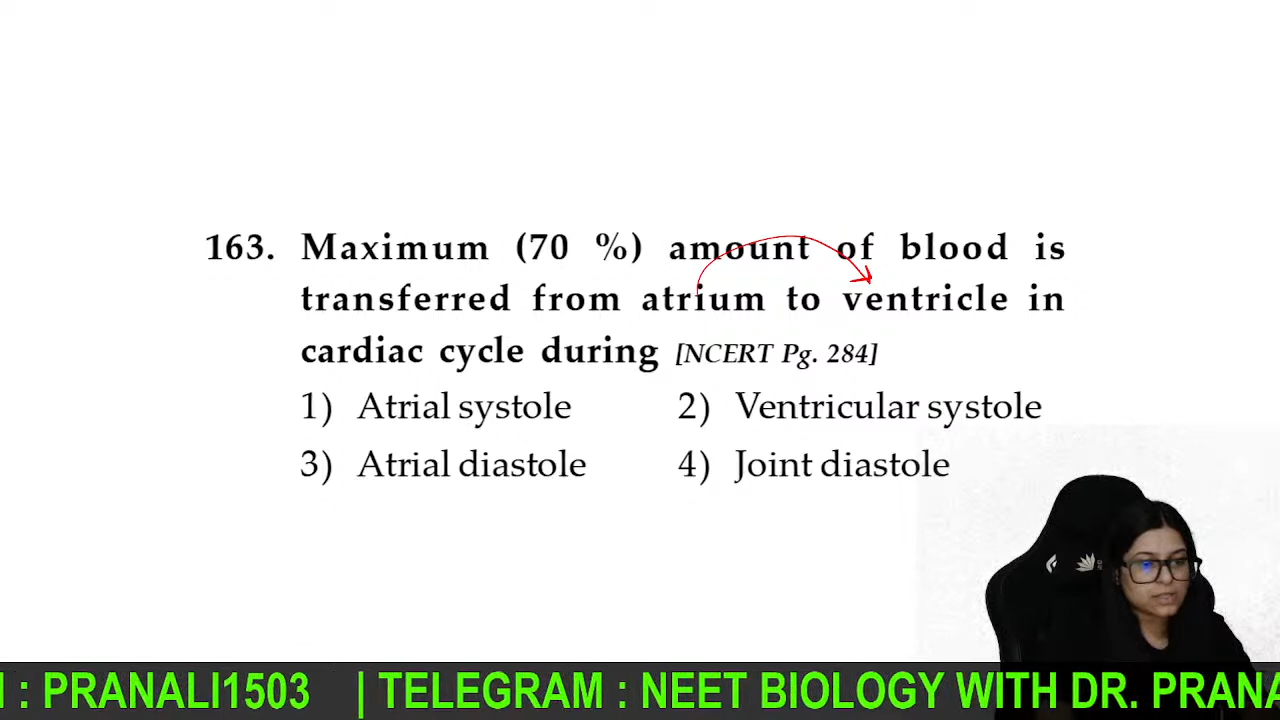 163. Maximum (70 %) amount of blood is
transferred from atrium to ventricle in
cardiac cycle during [NCERT Pg. 284]
1) Atrial systole 2) Ventricular systole
3) Atrial diastole 4) Joint diastole
: PRANALI1503 | TELEGRAM : NEET BIOLOGY WITH DR. PRANA